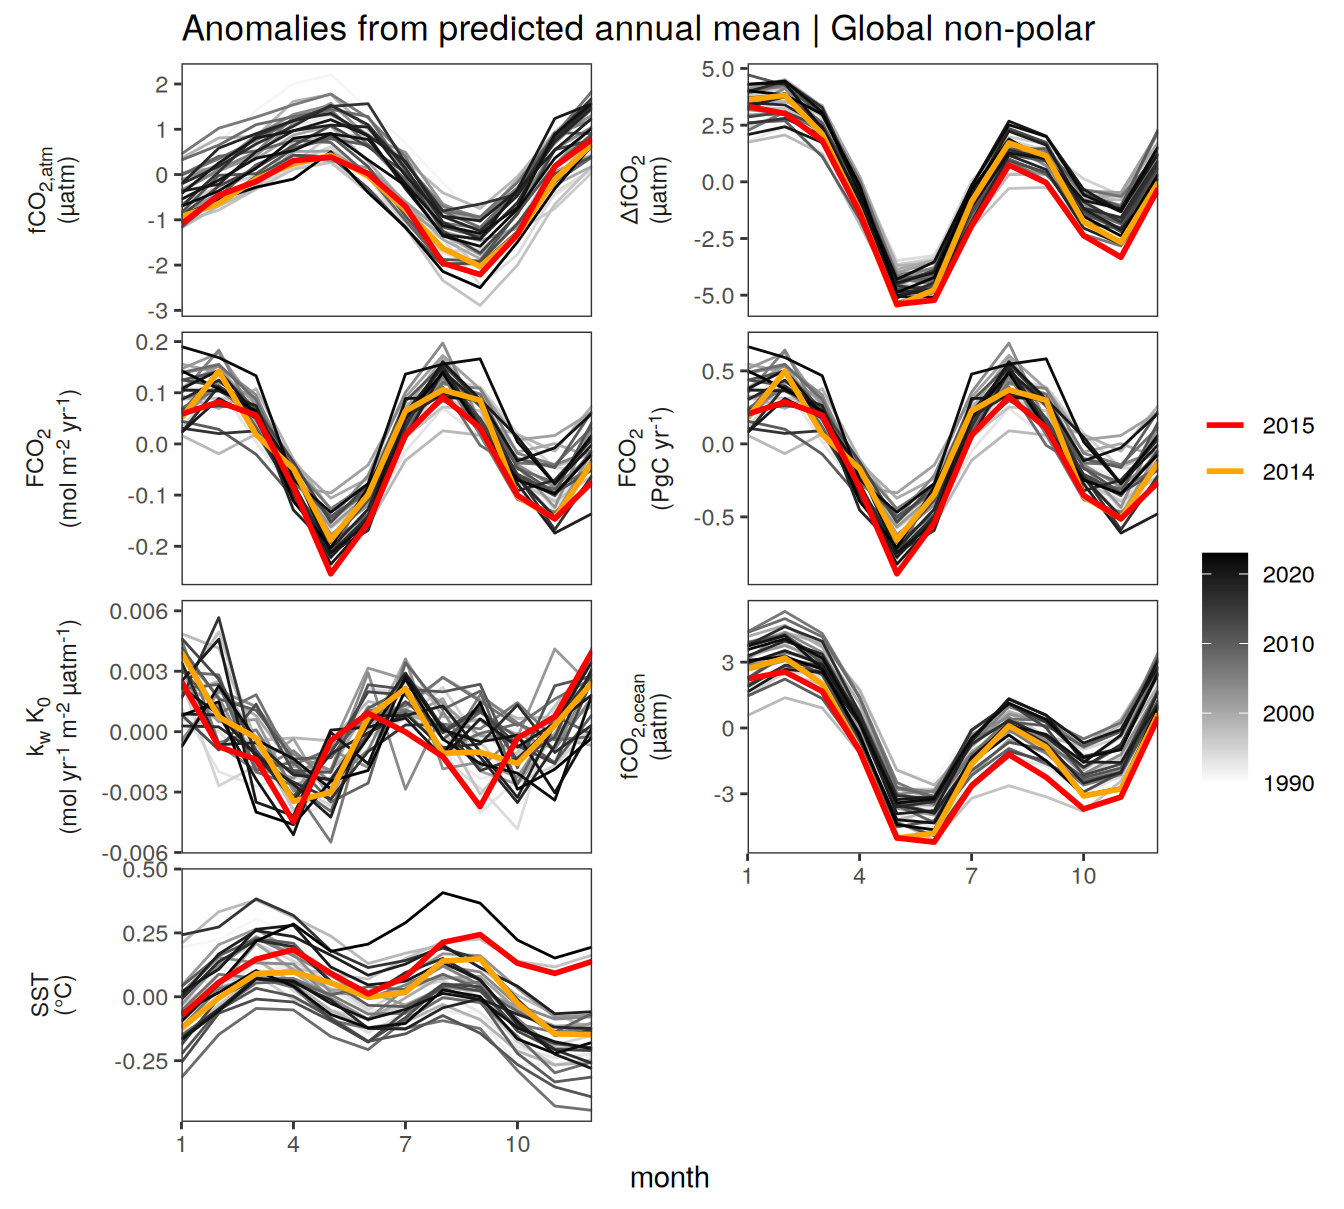 Anomalies from predicted annual mean | Global non-polar
fCO2,atm
(µatm)
2
1
0
-1
-2
-3
ΔfCO2
(µatm)
5.0
2.5
0.0
-2.5
-5.0
FCO2
(mol m-2 yr-1)
0.2
0.1
0.0
-0.1
-0.2
FCO2
(PgC yr-1)
0.5
0.0
-0.5
kw K0
(mol yr-1 m-2 µatm-1)
0.006
0.003
0.000
-0.003
-0.006
fCO2,ocean
(µatm)
3
0
-3
1 4 7 10
SST
(°C)
0.50
0.25
0.00
-0.25
1 4 7 10
month
2015
2014
2020
2010
2000
1990